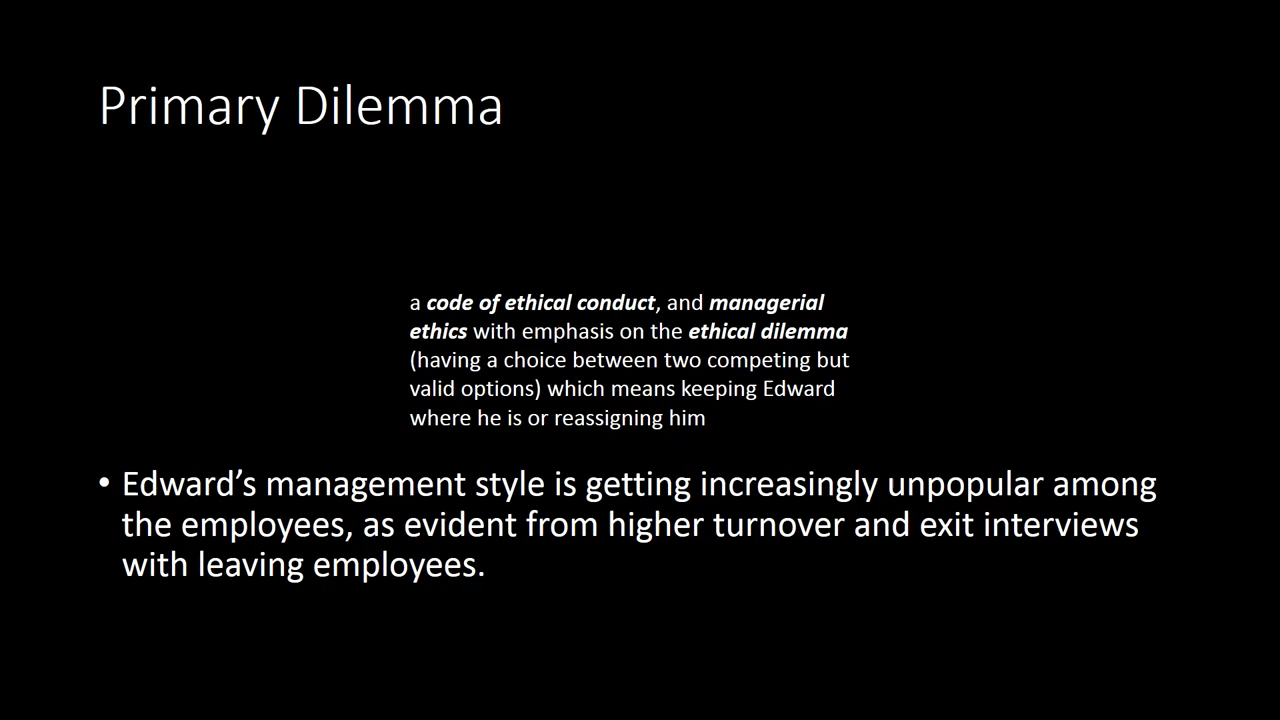 Primary Dilemma
a code of ethical conduct, and managerial
ethics with emphasis on the ethical dilemma
(having a choice between two competing but
valid options) which means keeping Edward
where he is or reassigning him
• Edward’s management style is getting increasingly unpopular among
the employees, as evident from higher turnover and exit interviews
with leaving employees.